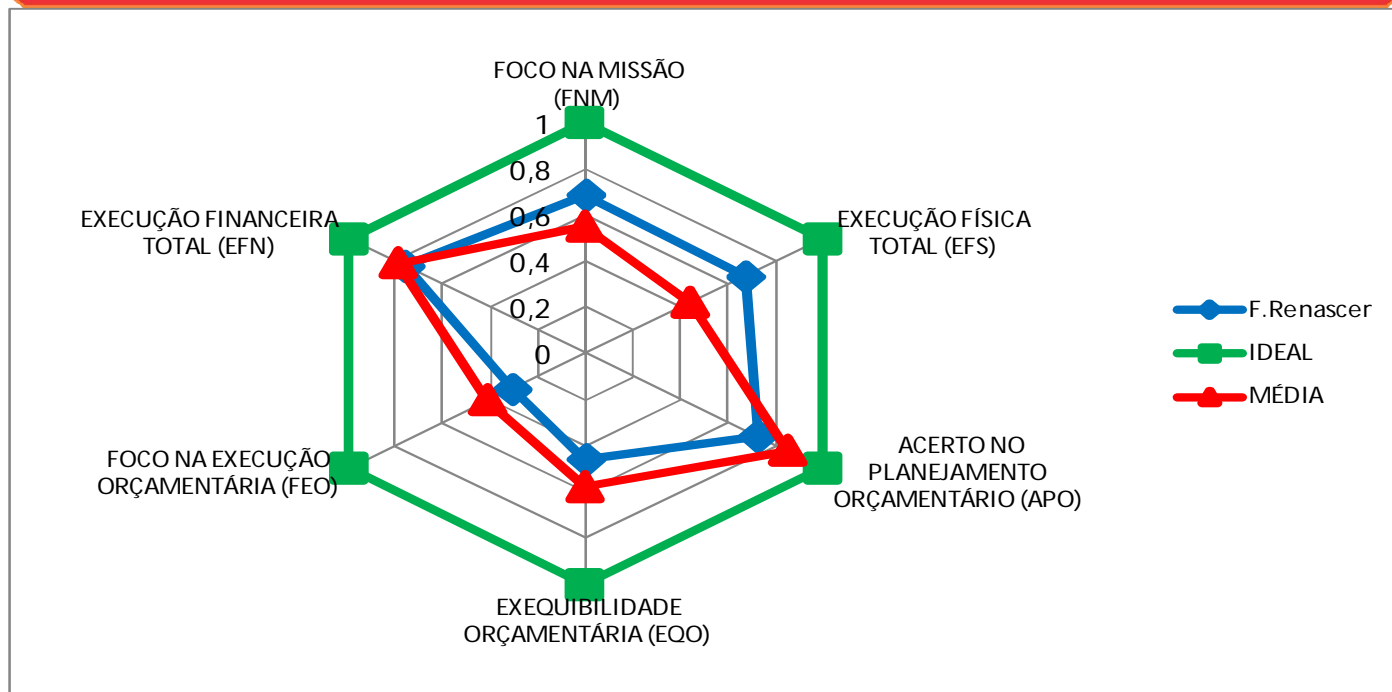 FOCO NA MISSÃO
(FNM)
1
0,8
0,6
0,4
0,2
0
EXECUÇÃO FÍSICA
TOTAL (EFS)
ACERTO NO
PLANEJAMENTO
ORÇAMENTÁRIO (APO)
EXEQUIBILIDADE
ORÇAMENTÁRIA (EQO)
FOCO NA EXECUÇÃO
ORÇAMENTÁRIA (FEO)
EXECUÇÃO FINANCEIRA
TOTAL (EFN)
F.Renascer
IDEAL
MÉDIA